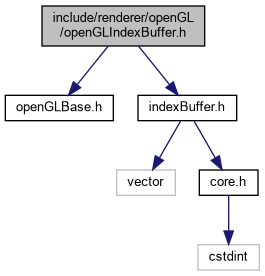 include/renderer/openGL
/openGLIndexBuffer.h
openGLBase.h
indexBuffer.h
vector
core.h
cstdint